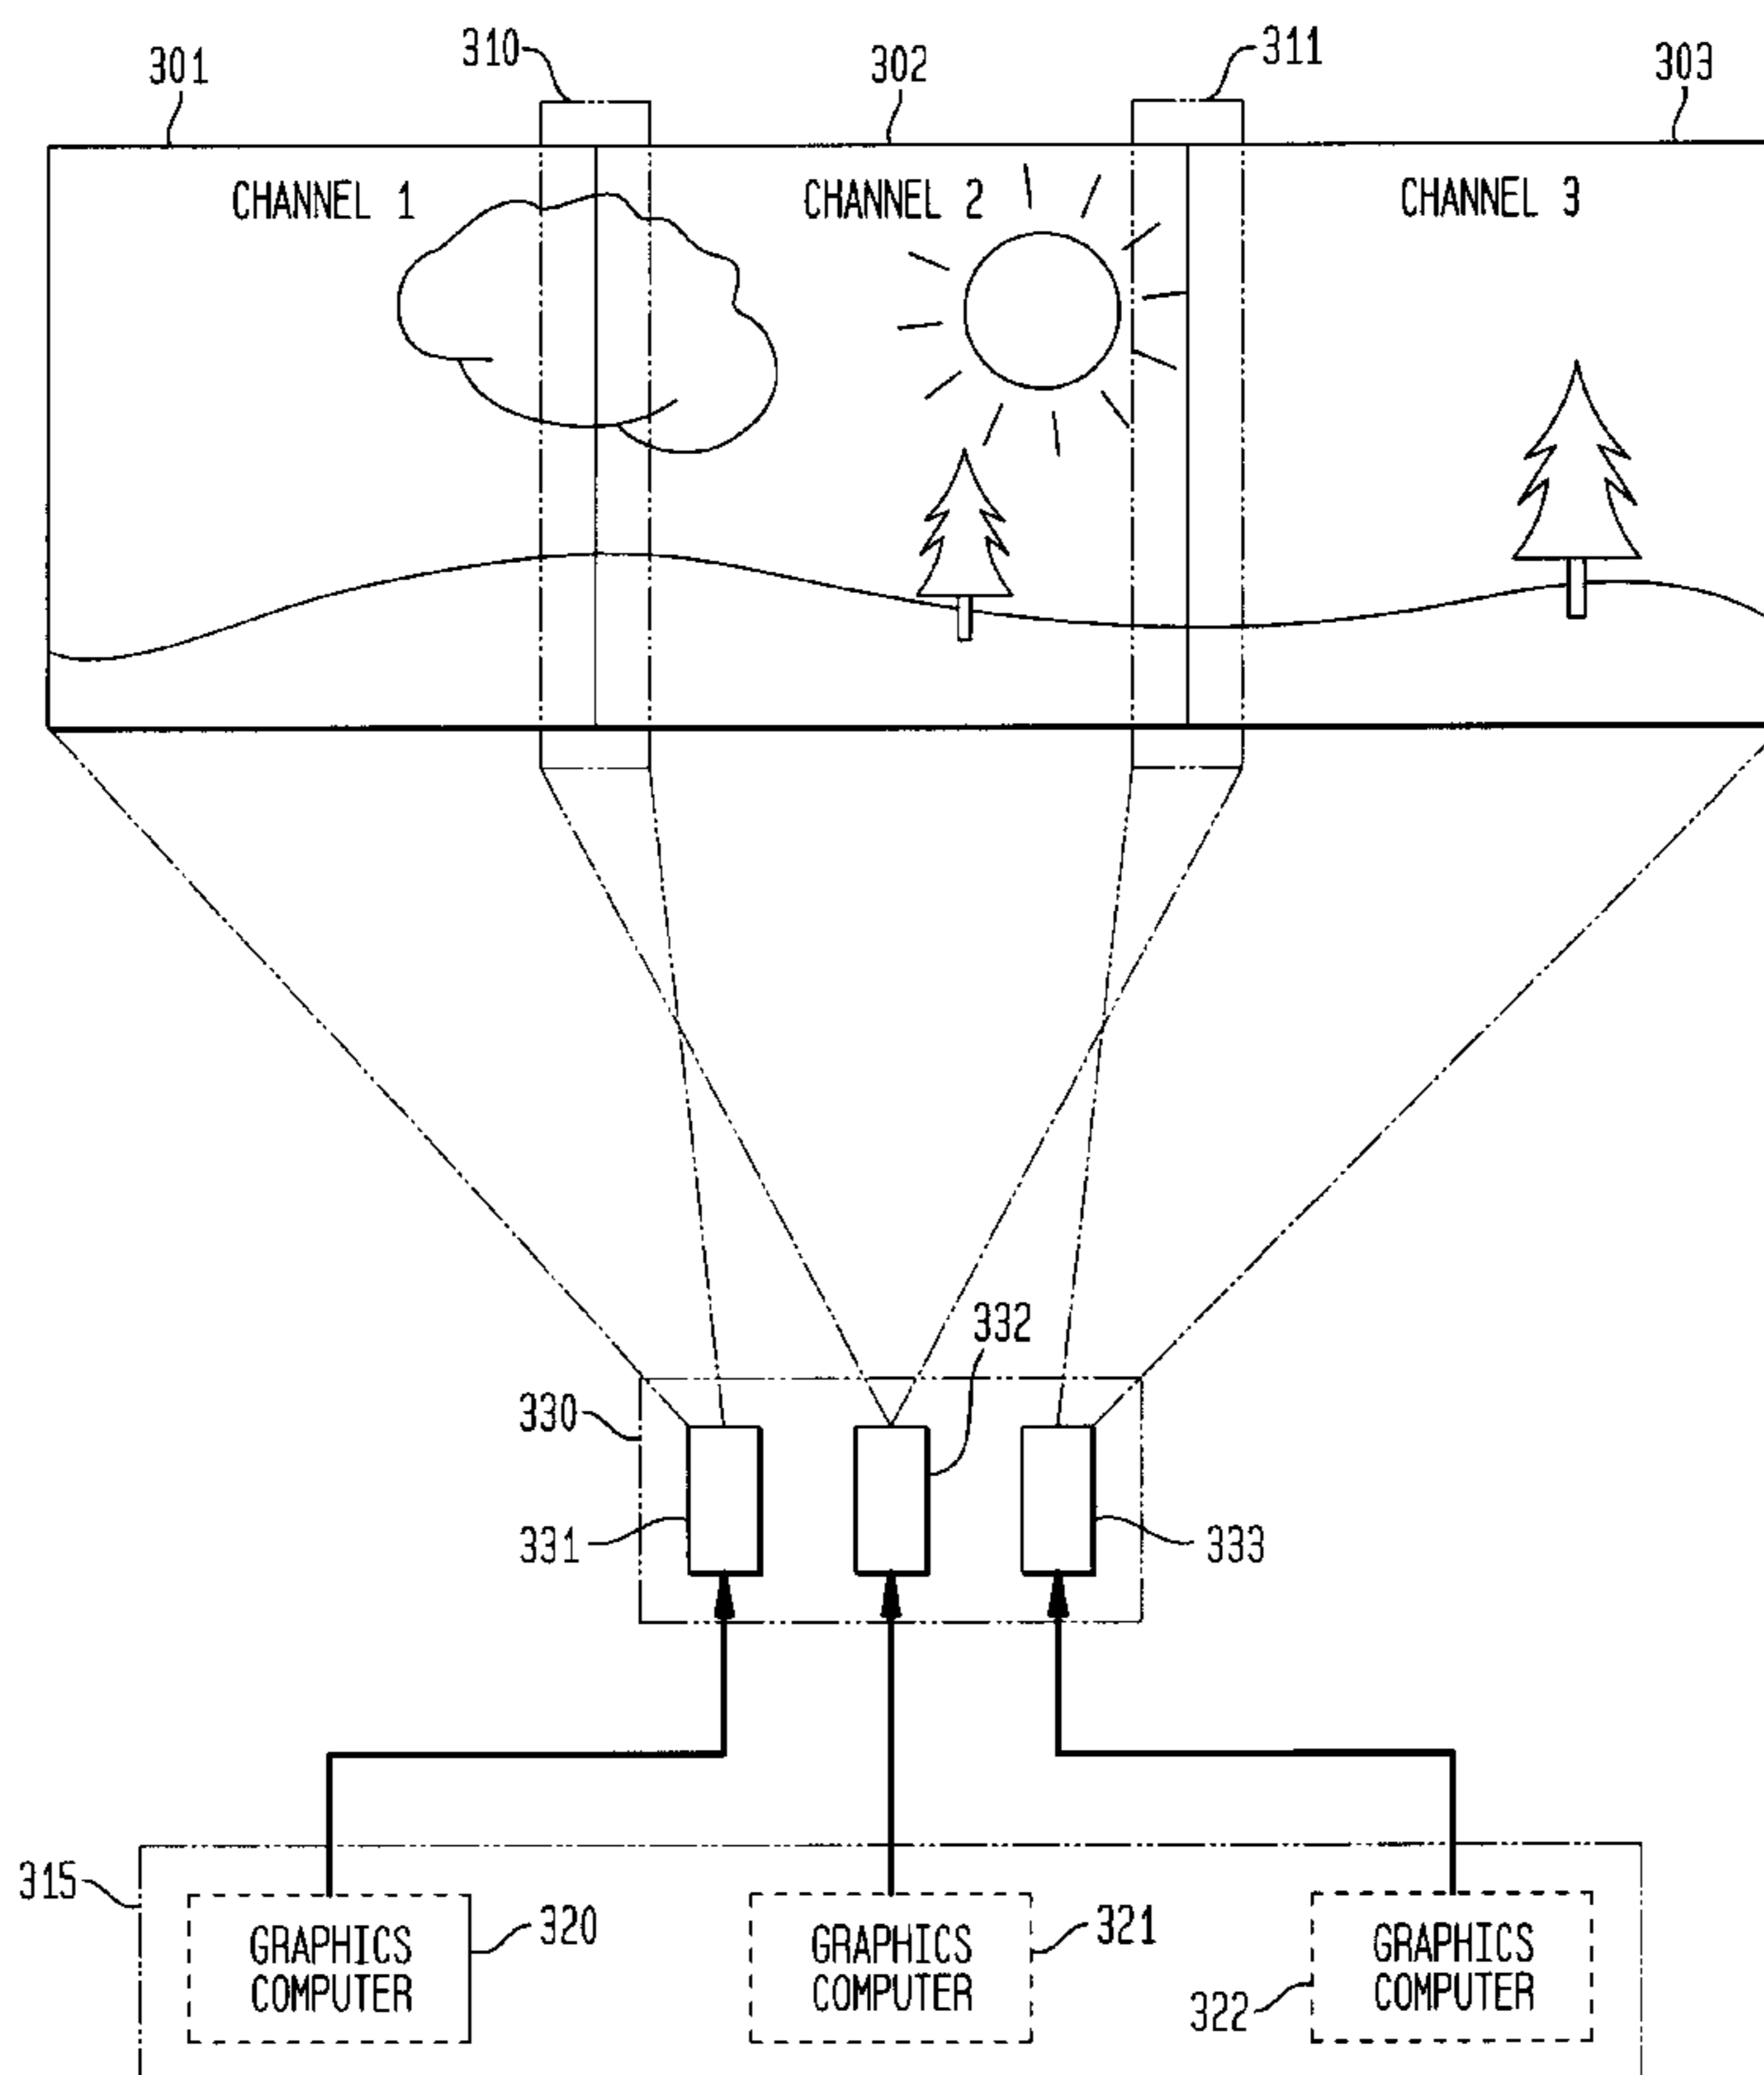 310
311
301
302
303
CHANNEL 1
CHANNEL 2
CHANNEL 3
332
330
331
333
315
320
321
322
GRAPHICS
COMPUTER
GRAPHICS
COMPUTER
GRAPHICS
COMPUTER